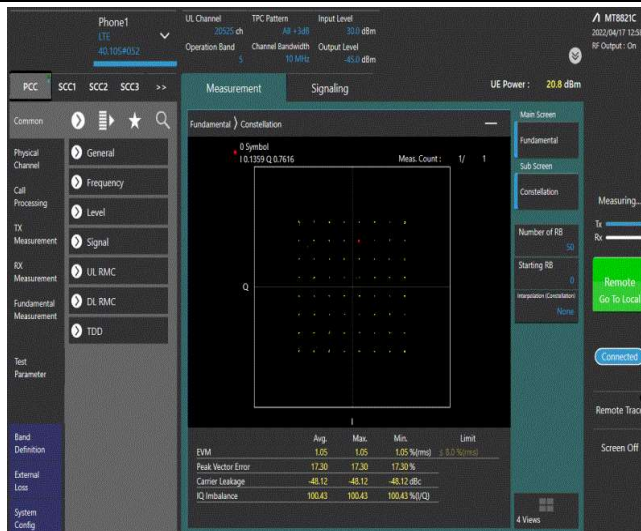 Phone1
LTE
40.10S#052
UL Channel
20525 ch
TPC Pattern
All +3dB
Input Level
30.0 dBm
Operation Band
5
Channel Bandwidth
10 MHz
Output Level
-45.0 dBm
MT8821C
2022/04/17 12:5
RF Output : On
PCC SCC1 SCC2 SCC3 >>
Measurement
Signaling
UE Power : 20.8 dBm
Common
Physical
Channel
Call
Processing
TX
Measurement
RX
Measurement
Fundamental
Measurement
Test
Parameter
Band
Definition
External
Loss
System
Config
General
Frequency
Level
Signal
UL RMC
DL RMC
TDD
Fundamental 〉 Constellation
0 Symbol
I 0.1359 Q 0.7616
Meas. Count : 1/ 1
Q
I
Avg. Max. Min. Limit
EVM 1.05 1.05 1.05 %(rms) ≤ 8.0 %(rms)
Peak Vector Error 17.30 17.30 17.30 %
Carrier Leakage -48.12 -48.12 -48.12 dBc
IQ Imbalance 100.43 100.43 100.43 %(I/Q)
Main Screen
Fundamental
Sub Screen
Constellation
Number of RB
50
Starting RB
0
Interpolation (Constellation)
None
4 Views
Measuring...
Tx
Rx
Remote
Go To Local
Connected
Remote Trac
Screen Off